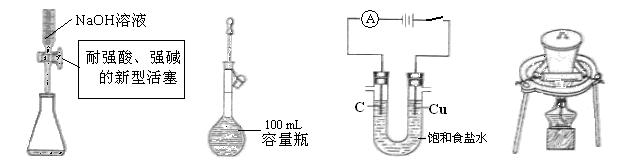 NaOH溶液
耐强酸、强碱
的新型活塞
100 mL
容量瓶
A
C
Cu
饱和食盐水